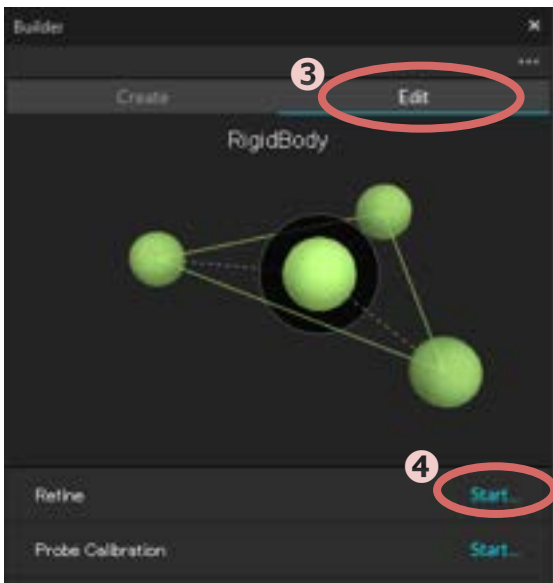 Builder ×
...
3
Create Edit
RigidBody
4
Refine Start...
Probe Calibration Start...